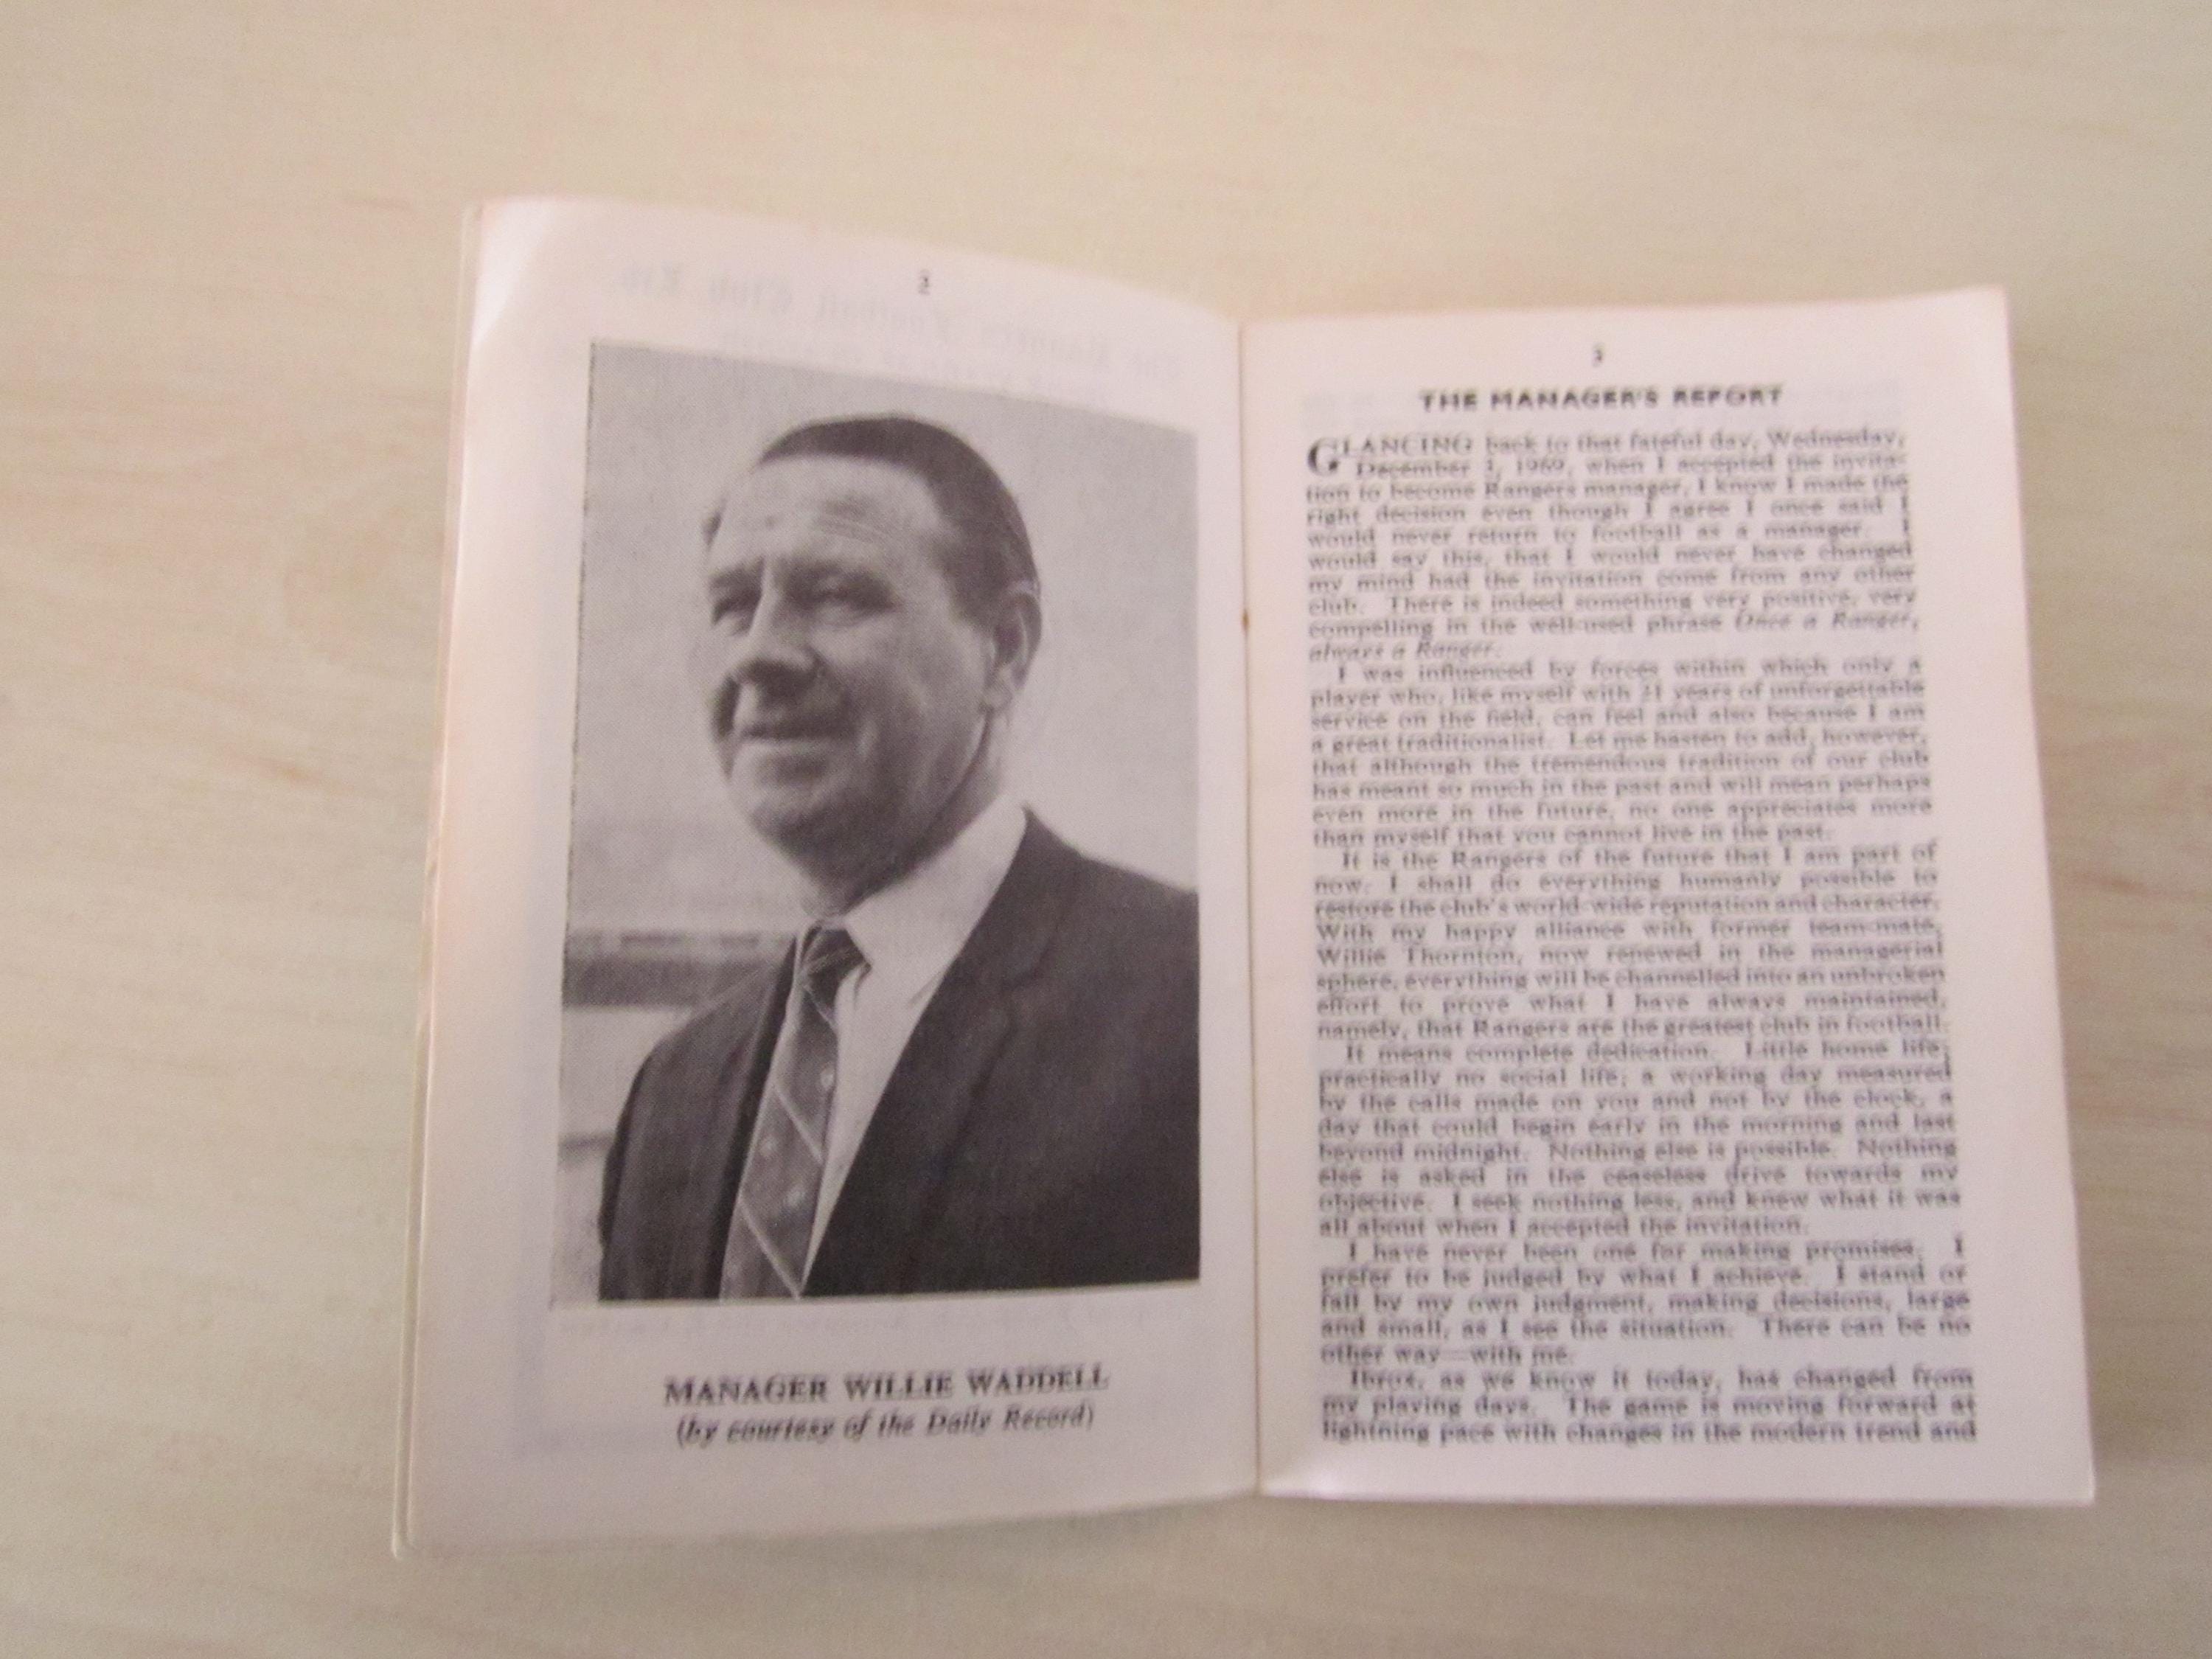 2
MANAGER WILLIE WADDELL
(by courtesy of the Daily Record)
3
THE MANAGER'S REPORT
GLANCING back to that fateful day, Wednesday,
December 3, 1969, when I accepted the invita-
tion to become Rangers manager, I know I made the
right decision even though I agree I once said I
would never return to football as a manager. I
would say this, that I would never have changed
my mind had the invitation come from any other
club. There is indeed something very positive, very
compelling in the well-used phrase Once a Ranger,
always a Ranger.
I was influenced by forces within which only a
player who, like myself with 21 years of unforgettable
service on the field, can feel and also because I am
a great traditionalist. Let me hasten to add, however,
that although the tremendous tradition of our club
has meant so much in the past and will mean perhaps
even more in the future, no one appreciates more
than myself that you cannot live in the past.
It is the Rangers of the future that I am part of
now. I shall do everything humanly possible to
restore the club's world-wide reputation and character.
With my happy alliance with former team-mate,
Willie Thornton, now renewed in the managerial
sphere, everything will be channelled into an unbroken
effort to prove what I have always maintained,
namely, that Rangers are the greatest club in football.
It means complete dedication. Little home life,
practically no social life, a working day measured
by the calls made on you and not by the clock, a
day that could begin early in the morning and last
beyond midnight. Nothing else is possible. Nothing
else is asked in the ceaseless drive towards my
objective. I seek nothing less, and knew what it was
all about when I accepted the invitation.
I have never been one for making promises. I
prefer to be judged by what I achieve. I stand or
fall by my own judgment, making decisions, large
and small, as I see the situation. There can be no
other way—with me.
Ibrox, as we know it today, has changed from
my playing days. The game is moving forward at
lightning pace with changes in the modern trend and